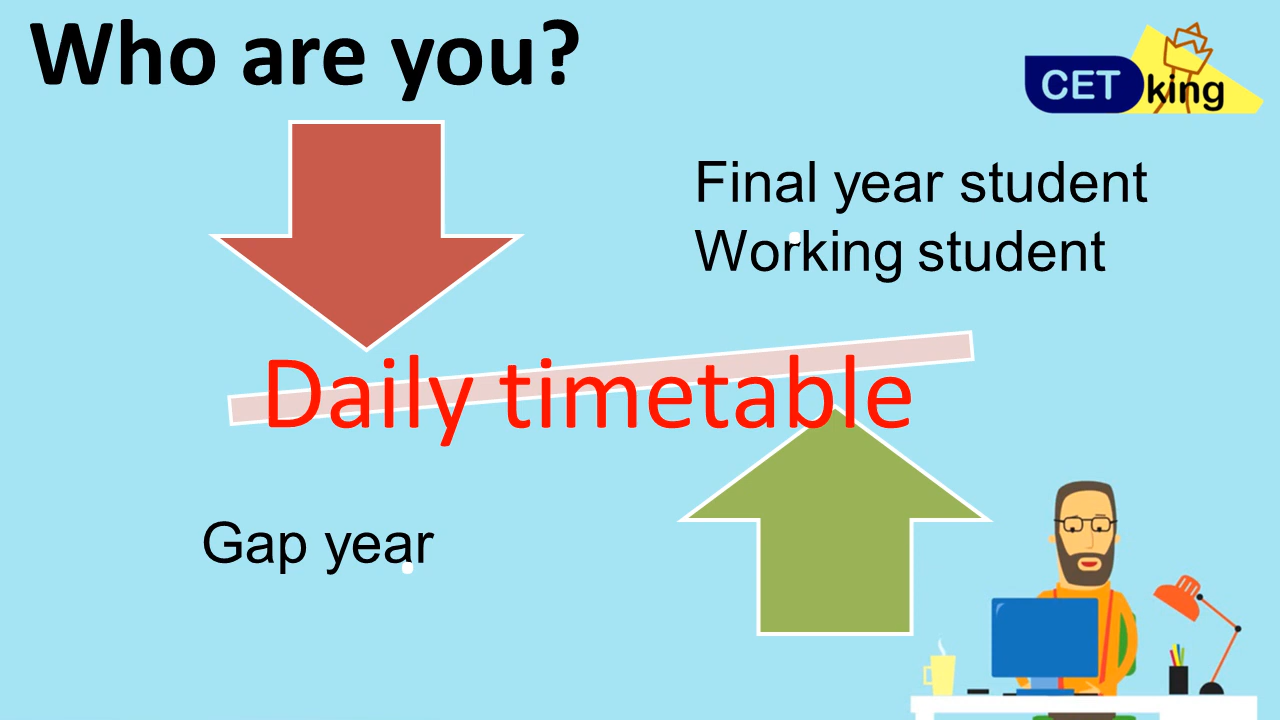 Who are you?
CET king
Final year student
Working student
Daily timetable
Gap year